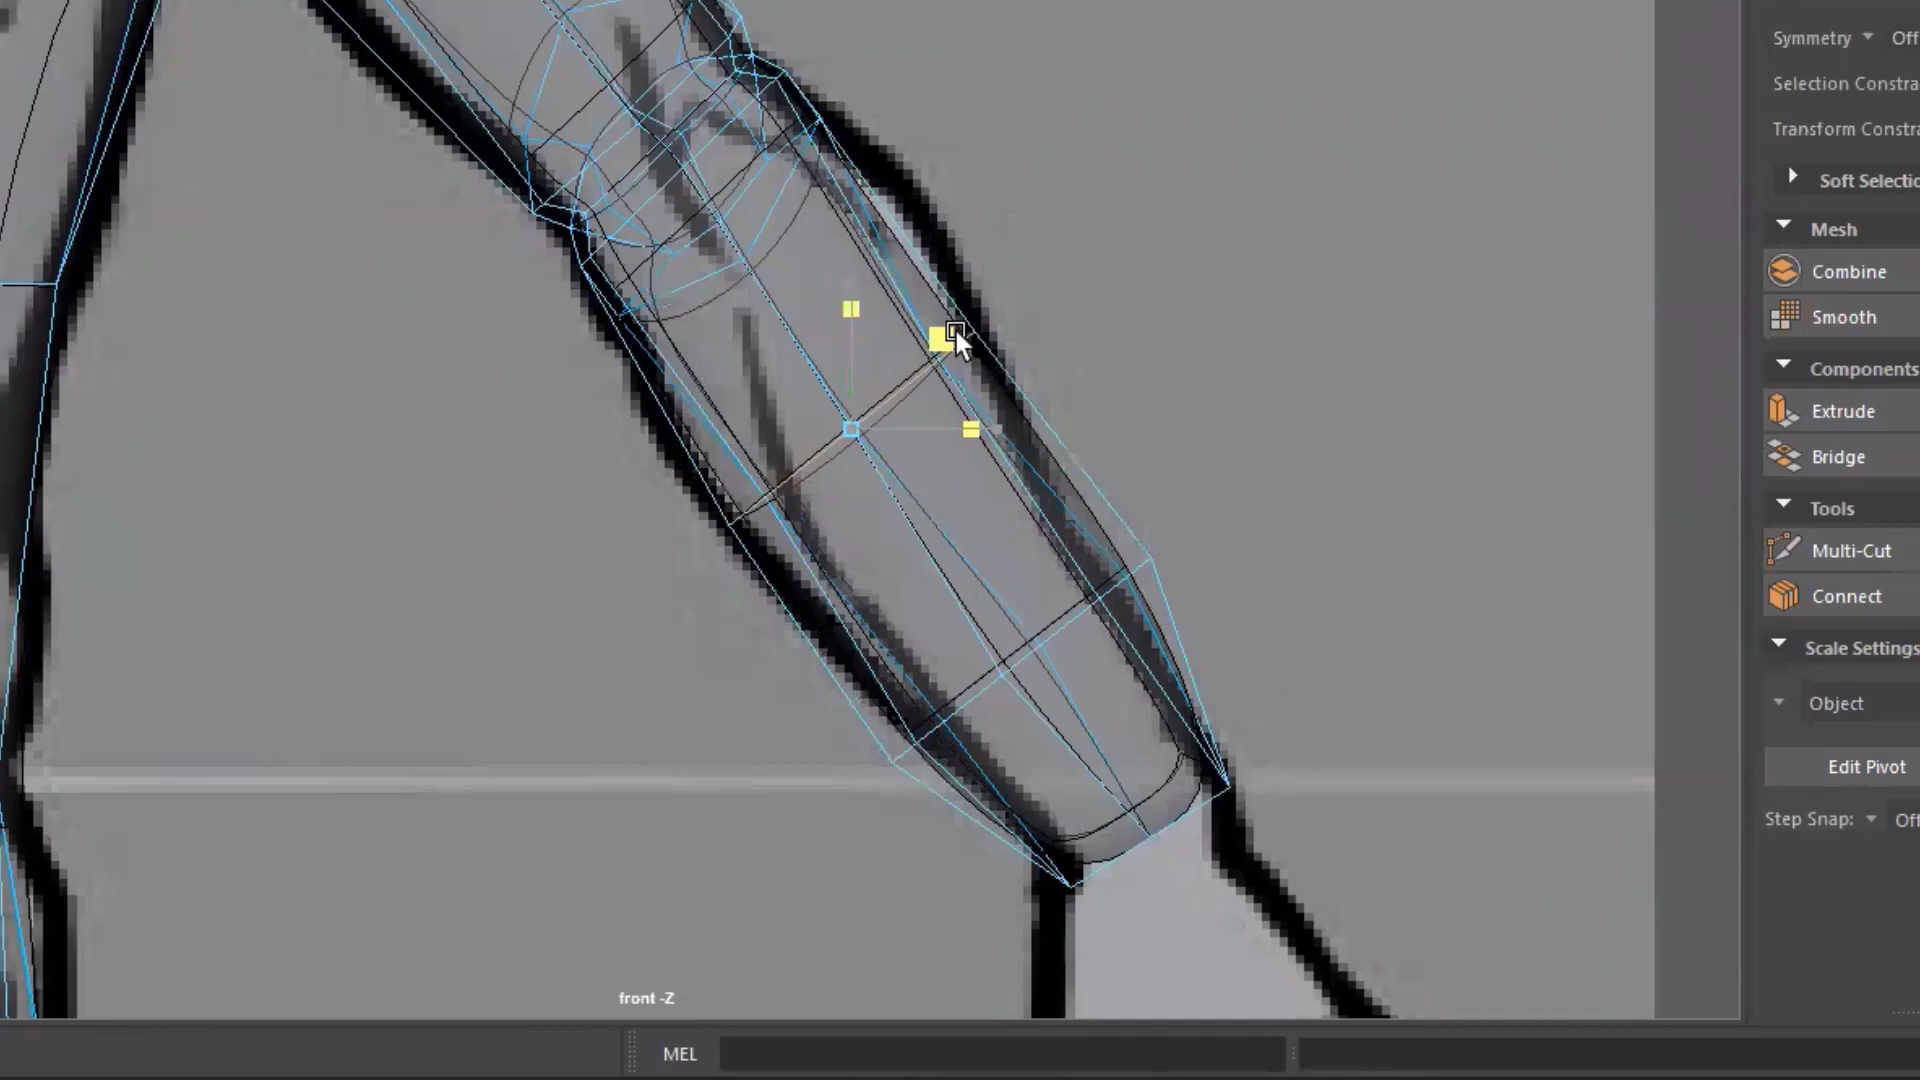 Symmetry Off
Selection Constra
Transform Constra
Soft Selectio
Mesh
Combine
Smooth
Components
Extrude
Bridge
Tools
Multi-Cut
Connect
Scale Settings
Object
Edit Pivot
Step Snap: Off
front -Z
MEL